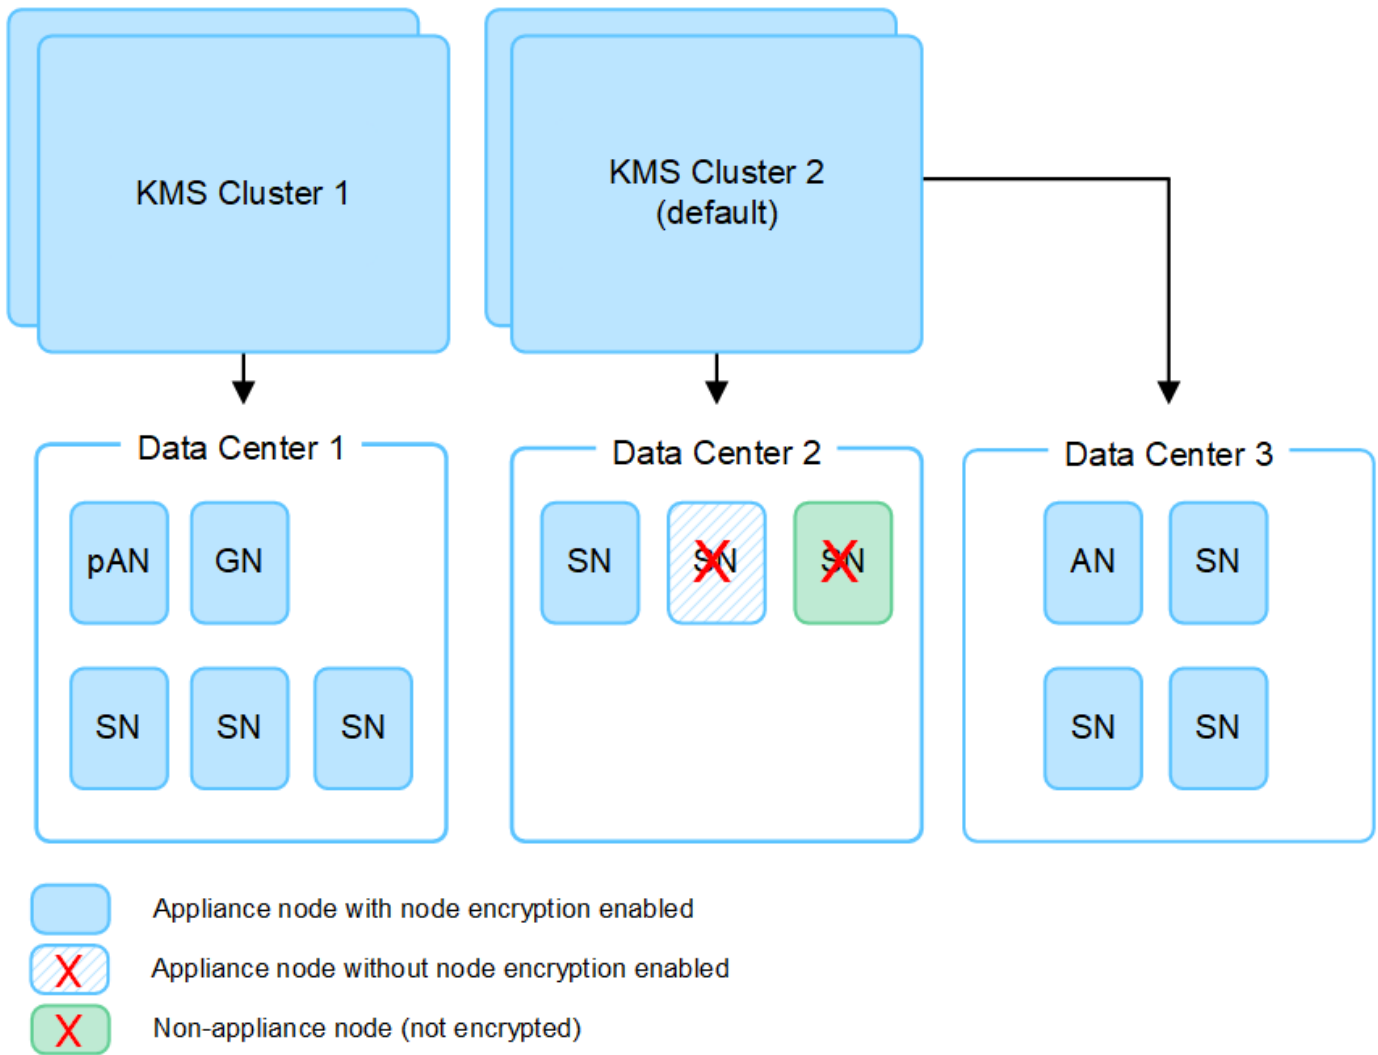 KMS Cluster 1
KMS Cluster 2
(default)
Data Center 1
Data Center 2
Data Center 3
pAN
GN
SN
SN
SN
SN
SN
SN
AN
SN
SN
SN
Appliance node with node encryption enabled
X
Appliance node without node encryption enabled
X
Non-appliance node (not encrypted)